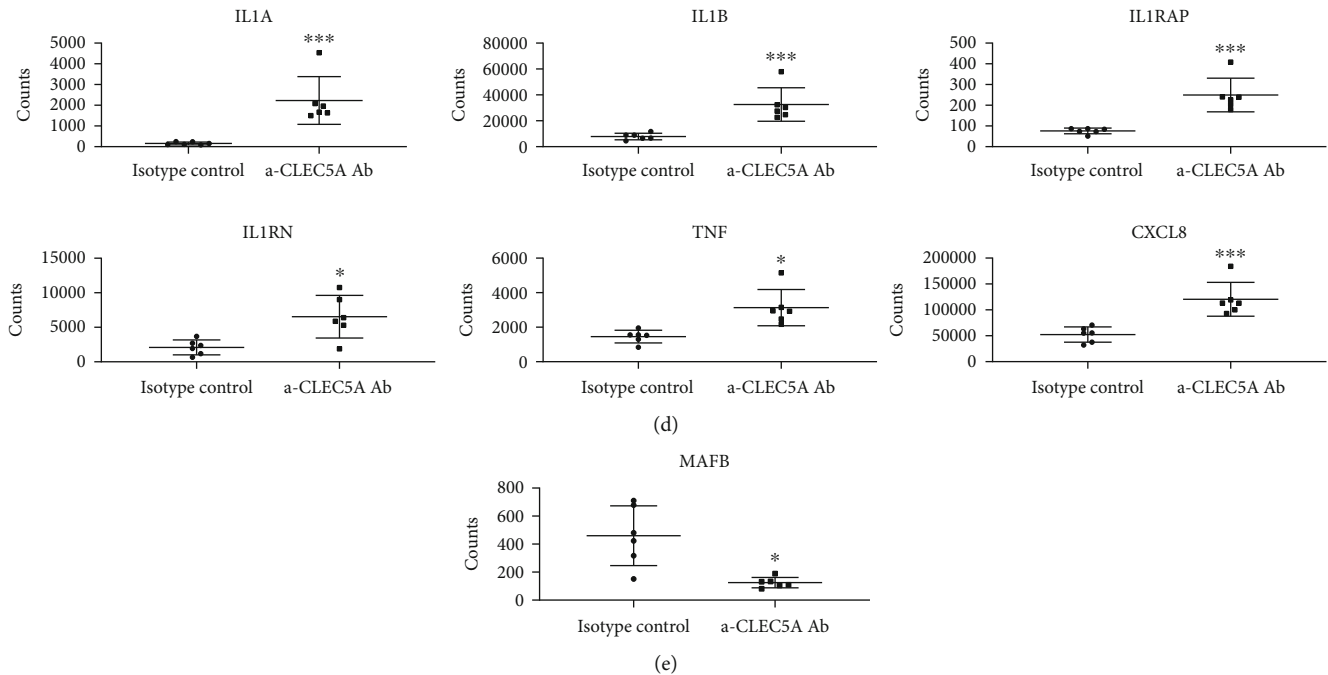 IL1A
Counts
5000
4000
3000
2000
1000
0
***
Isotype control
a-CLEC5A Ab
IL1B
Counts
80000
60000
40000
20000
0
***
Isotype control
a-CLEC5A Ab
IL1RAP
Counts
500
400
300
200
100
0
***
Isotype control
a-CLEC5A Ab
IL1RN
Counts
15000
10000
5000
0
*
Isotype control
a-CLEC5A Ab
TNF
Counts
6000
4000
2000
0
*
Isotype control
a-CLEC5A Ab
CXCL8
Counts
200000
150000
100000
50000
0
***
Isotype control
a-CLEC5A Ab
(d)
MAFB
Counts
800
600
400
200
0
*
Isotype control
a-CLEC5A Ab
(e)